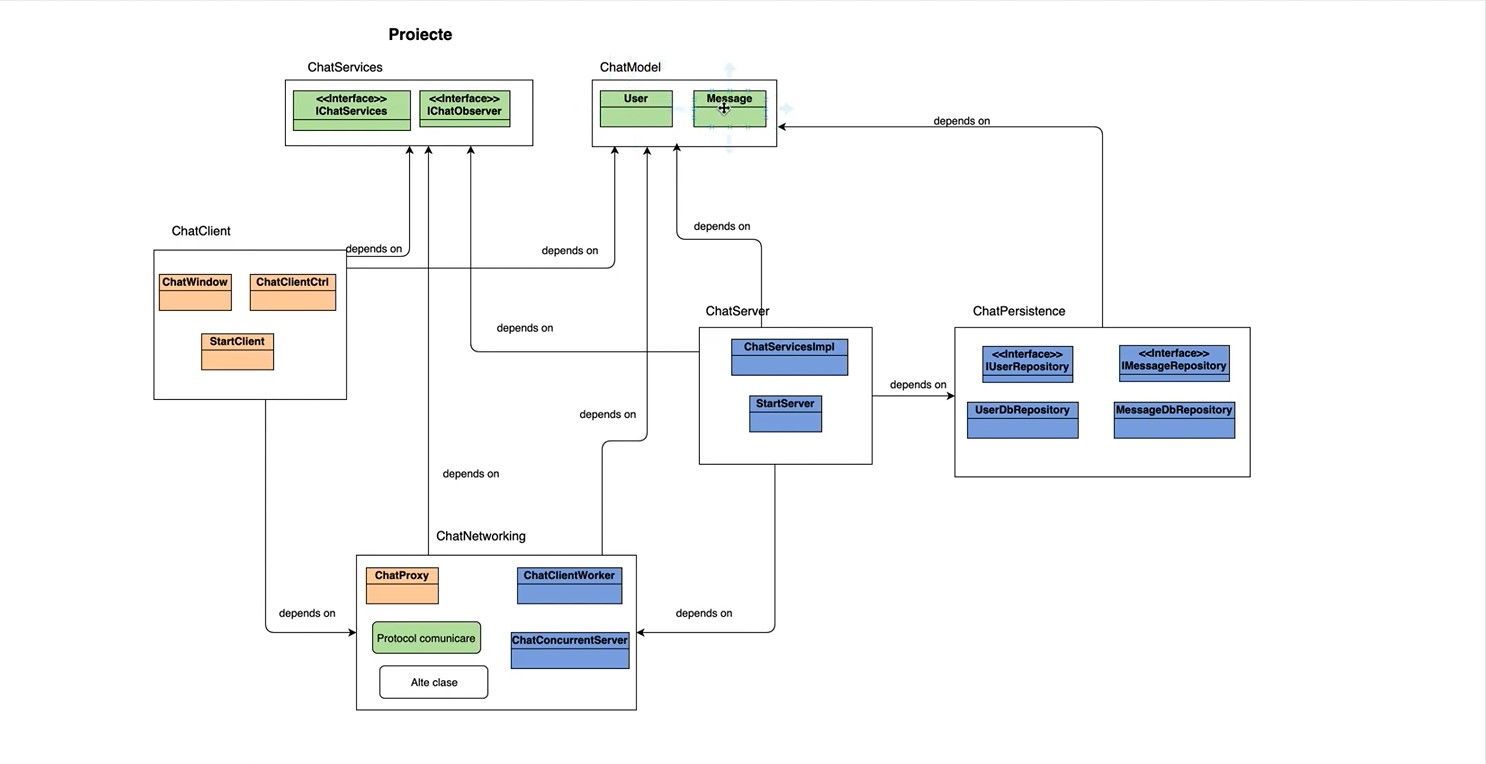 Proiecte
ChatServices
ChatModel
<<Interface>>
IChatServices
<<Interface>>
IChatObserver
User
Message
depends on
ChatClient
depends on
depends on
depends on
ChatWindow
ChatClientCtrl
StartClient
depends on
ChatServer
ChatPersistence
ChatServicesImpl
StartServer
<<Interface>>
IUserRepository
<<Interface>>
IMessageRepository
depends on
UserDbRepository
MessageDbRepository
depends on
depends on
ChatNetworking
ChatProxy
ChatClientWorker
depends on
depends on
Protocol comunicare
ChatConcurrentServer
Alte clase